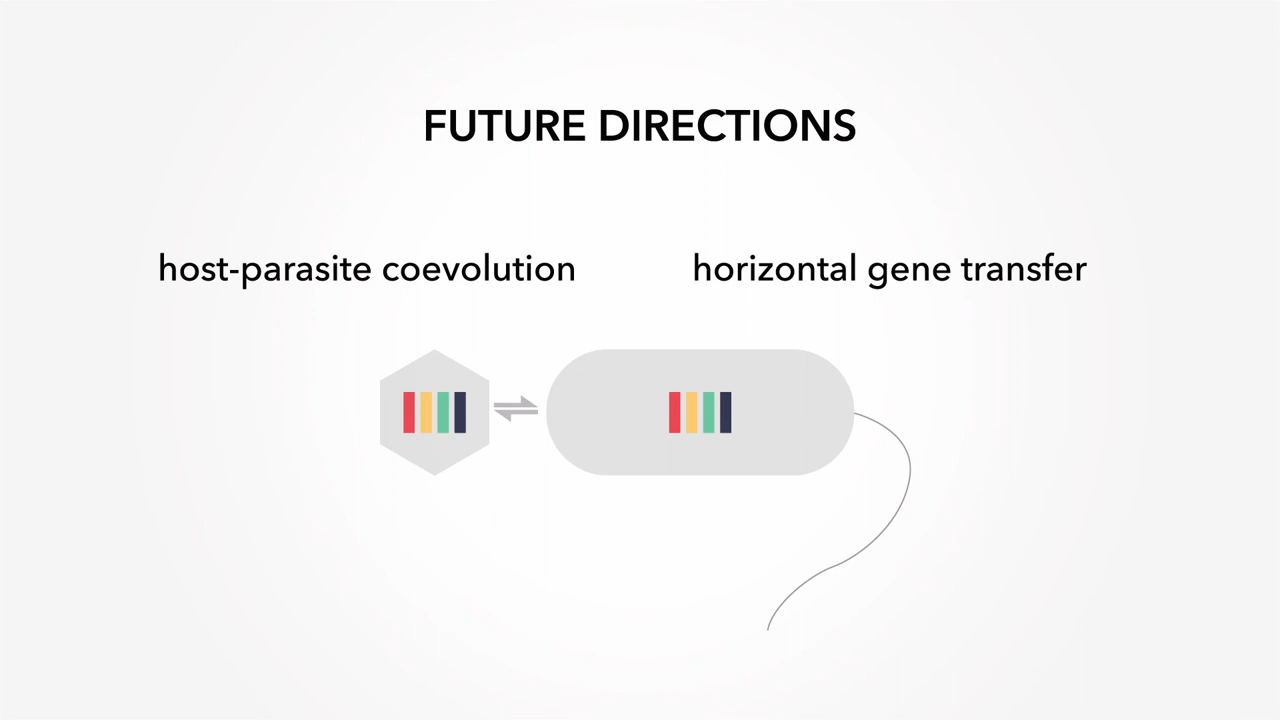 FUTURE DIRECTIONS
host-parasite coevolution
horizontal gene transfer